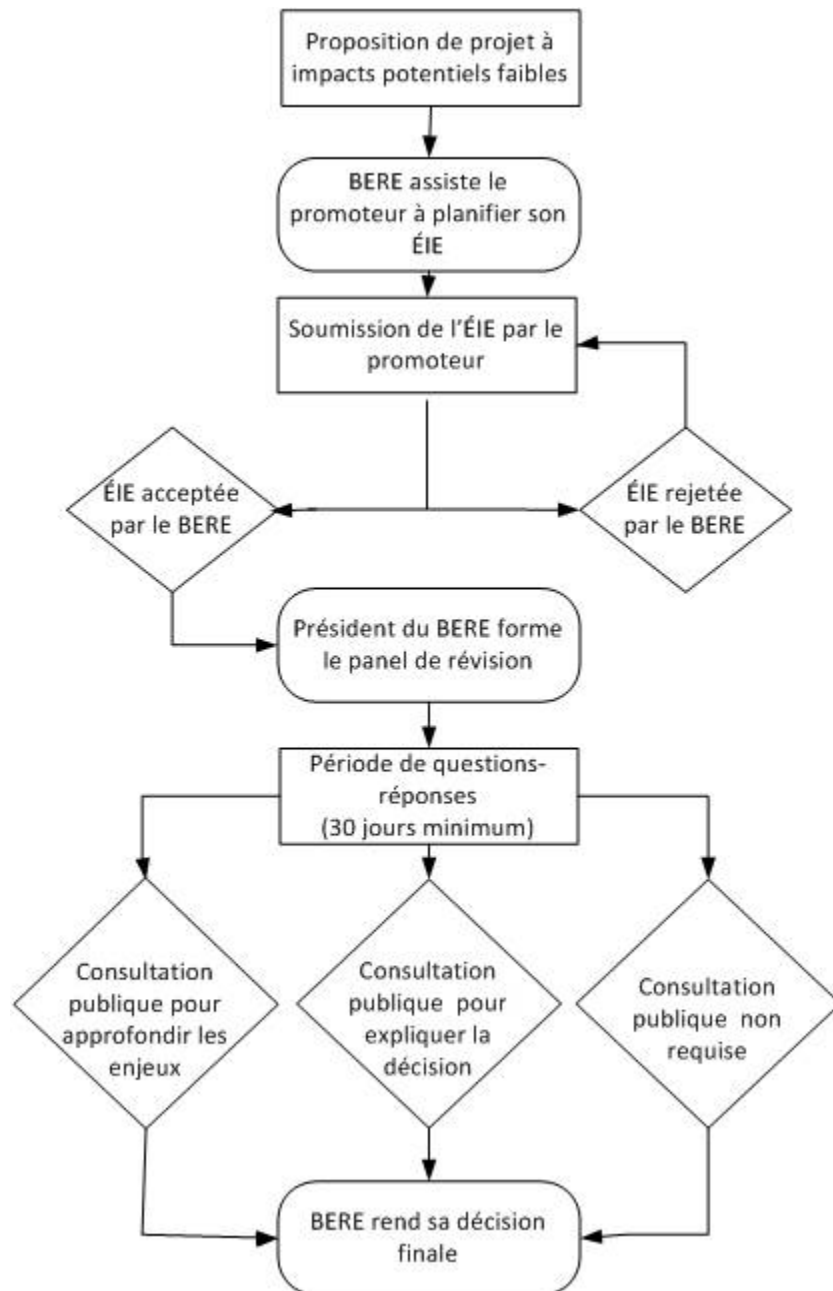 Proposition de projet à
impacts potentiels faibles
BERE assiste le
promoteur à planifier son
ÉIE
Soumission de l'ÉIE par le
promoteur
ÉIE acceptée
par le BERE
ÉIE rejetée
par le BERE
Président du BERE forme
le panel de révision
Période de questions-
réponses
(30 jours minimum)
Consultation
publique pour
approfondir les
enjeux
Consultation
publique pour
expliquer la
décision
Consultation
publique non
requise
BERE rend sa décision
finale